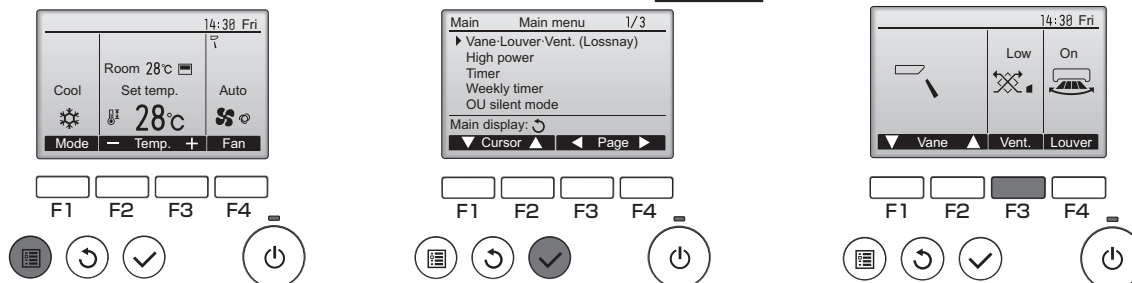 14:30 Fri
Room 28°C
Cool
Set temp.
Auto
28°C
Mode
− Temp. +
Fan
F1 F2 F3 F4
Main Main menu 1/3
▶ Vane·Louver·Vent. (Lossnay)
High power
Timer
Weekly timer
OU silent mode
Main display: ↺
▼ Cursor ▲ ◀ Page ▶
F1 F2 F3 F4
14:30 Fri
Low On
▼ Vane ▲ Vent. Louver
F1 F2 F3 F4